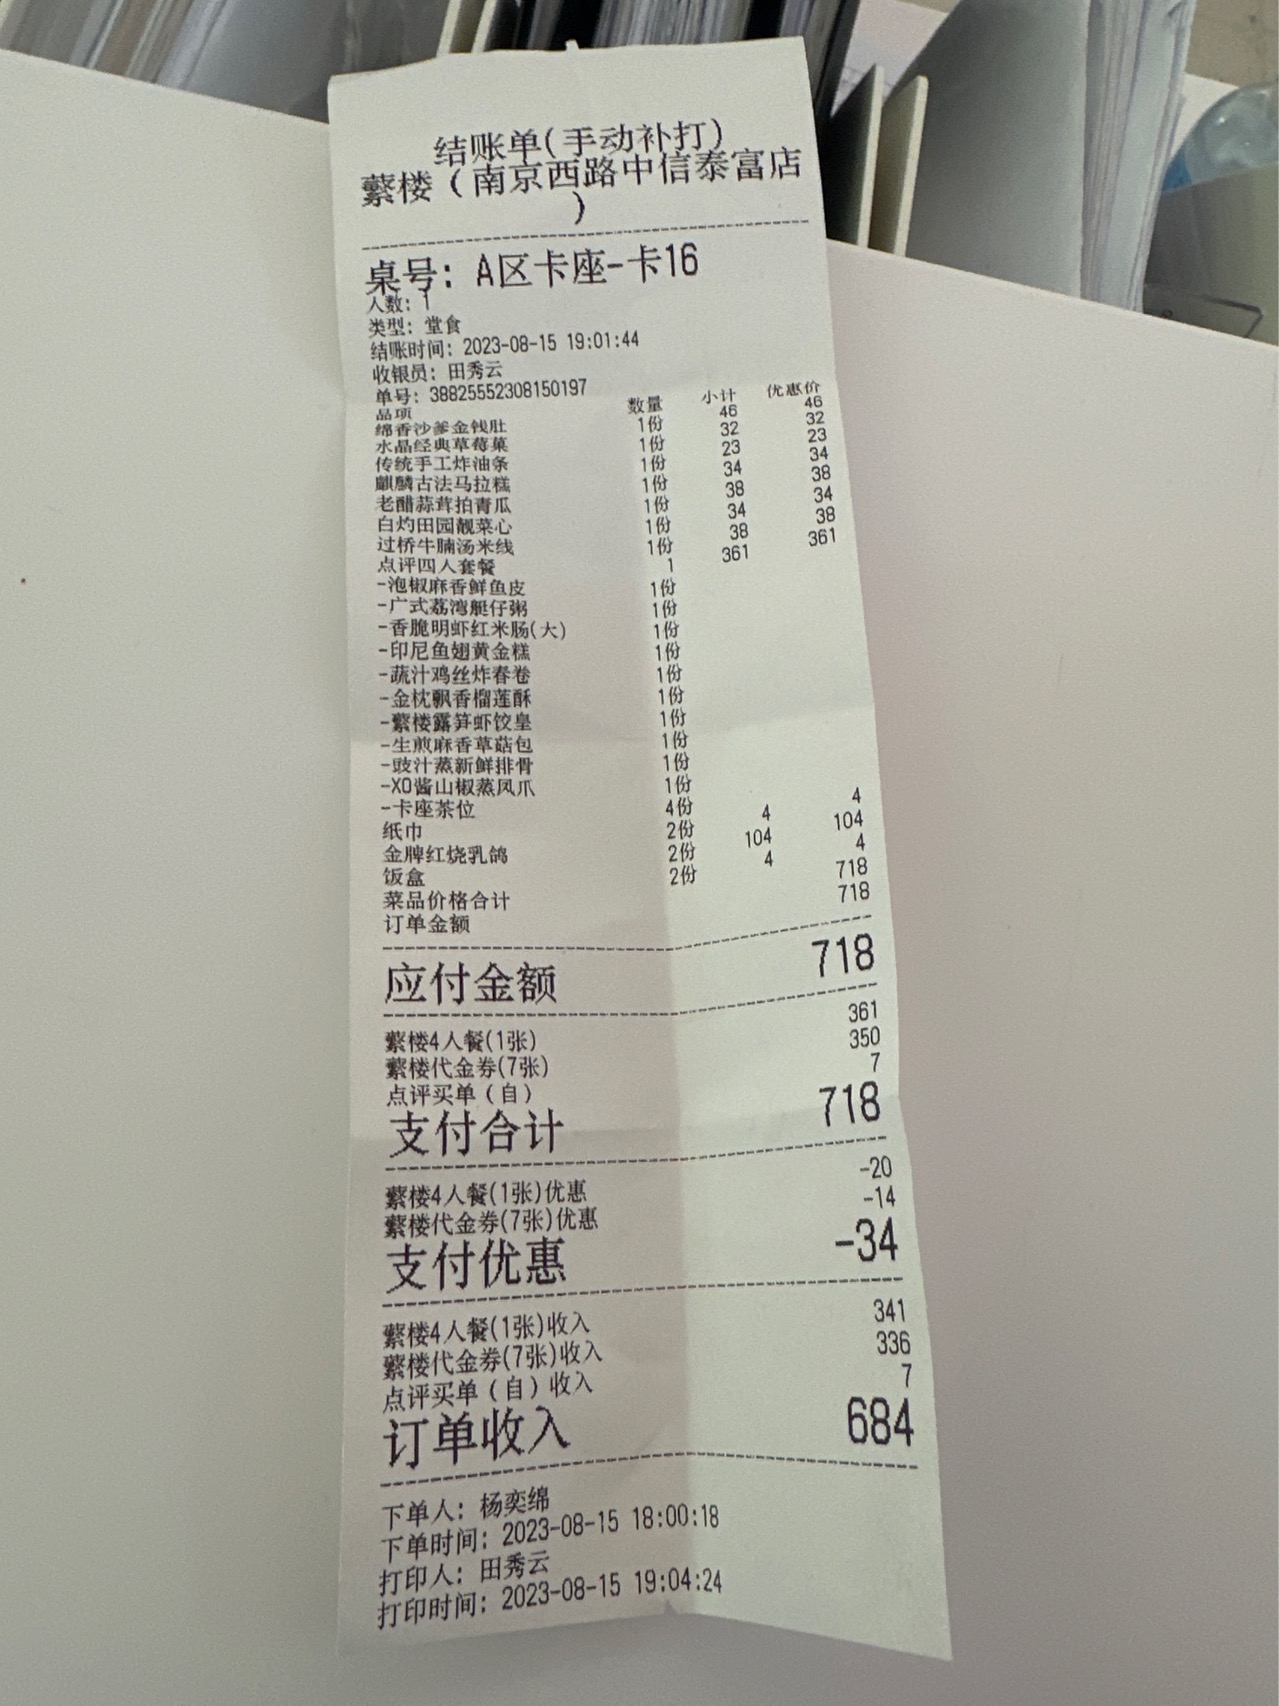 结账单(手动补打)
蘩楼（南京西路中信泰富店
）
桌号: A区卡座-卡16
人数: 1
类型: 堂食
结账时间: 2023-08-15 19:01:44
收银员: 田秀云
单号: 38825552308150197
品项 数量 小计 优惠价
绵香沙爹金钱肚 1份 46 46
水晶经典草莓菓 1份 32 32
传统手工炸油条 1份 23 23
麒麟古法马拉糕 1份 34 34
老醋蒜茸拍青瓜 1份 38 38
白灼田园靓菜心 1份 34 34
过桥牛腩汤米线 1份 38 38
点评四人套餐 1 361 361
-泡椒麻香鲜鱼皮 1份
-广式荔湾艇仔粥 1份
-香脆明虾红米肠(大) 1份
-印尼鱼翅黄金糕 1份
-蔬汁鸡丝炸春卷 1份
-金枕飘香榴莲酥 1份
-蘩楼露笋虾饺皇 1份
-生煎麻香草菇包 1份
-豉汁蒸新鲜排骨 1份
-XO酱山椒蒸凤爪 1份
-卡座茶位 4份
纸巾 2份 4 4
金牌红烧乳鸽 2份 104 104
饭盒 2份 4 4
菜品价格合计 718
订单金额 718
应付金额 718
蘩楼4人餐(1张) 361
蘩楼代金券(7张) 350
点评买单（自） 7
支付合计 718
蘩楼4人餐(1张)优惠 -20
蘩楼代金券(7张)优惠 -14
支付优惠 -34
蘩楼4人餐(1张)收入 341
蘩楼代金券(7张)收入 336
点评买单（自）收入 7
订单收入 684
下单人: 杨奕绵
下单时间: 2023-08-15 18:00:18
打印人: 田秀云
打印时间: 2023-08-15 19:04:24